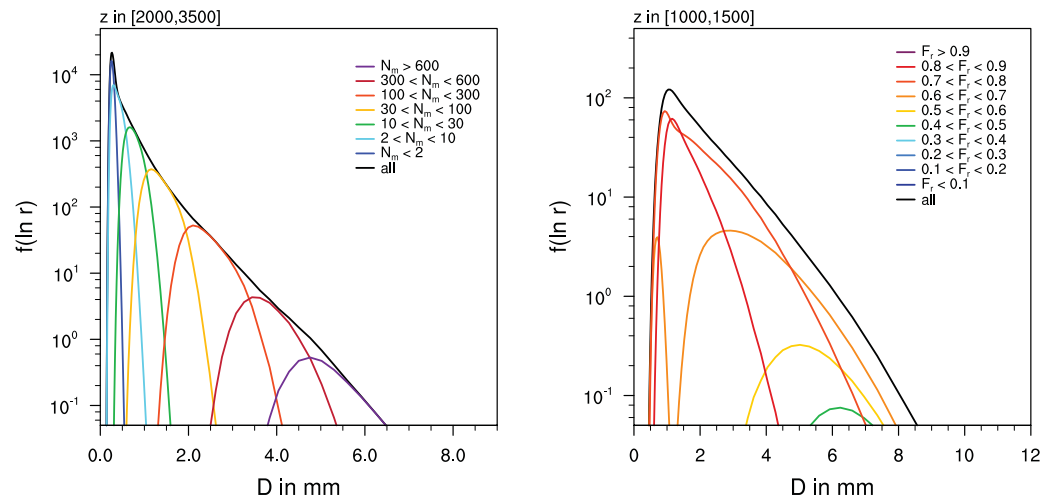 z in [2000,3500]
f(ln r)
10^4
10^3
10^2
10^1
10^0
10^-1
N_m > 600
300 < N_m < 600
100 < N_m < 300
30 < N_m < 100
10 < N_m < 30
2 < N_m < 10
N_m < 2
all
0.0 2.0 4.0 6.0 8.0
D in mm
z in [1000,1500]
f(ln r)
10^2
10^1
10^0
10^-1
F_r > 0.9
0.8 < F_r < 0.9
0.7 < F_r < 0.8
0.6 < F_r < 0.7
0.5 < F_r < 0.6
0.4 < F_r < 0.5
0.3 < F_r < 0.4
0.2 < F_r < 0.3
0.1 < F_r < 0.2
F_r < 0.1
all
0 2 4 6 8 10 12
D in mm